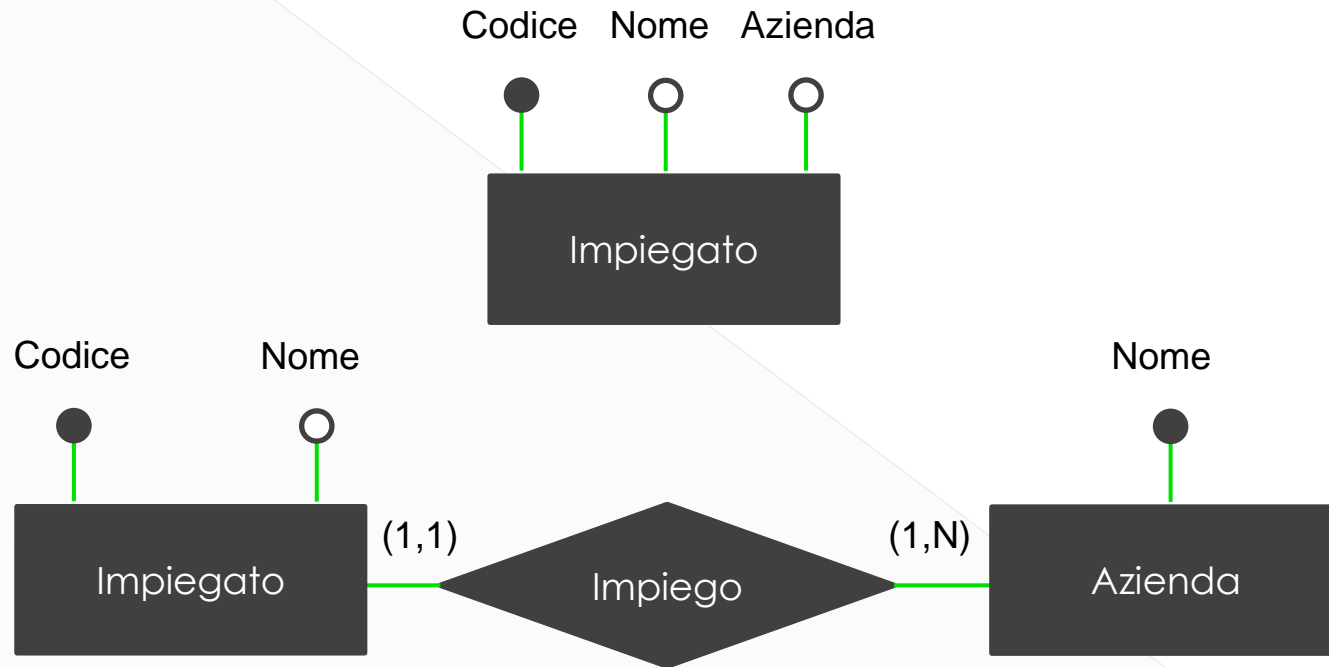 Codice Nome Azienda
Impiegato
Codice Nome Nome
Impiegato (1,1) Impiego (1,N) Azienda